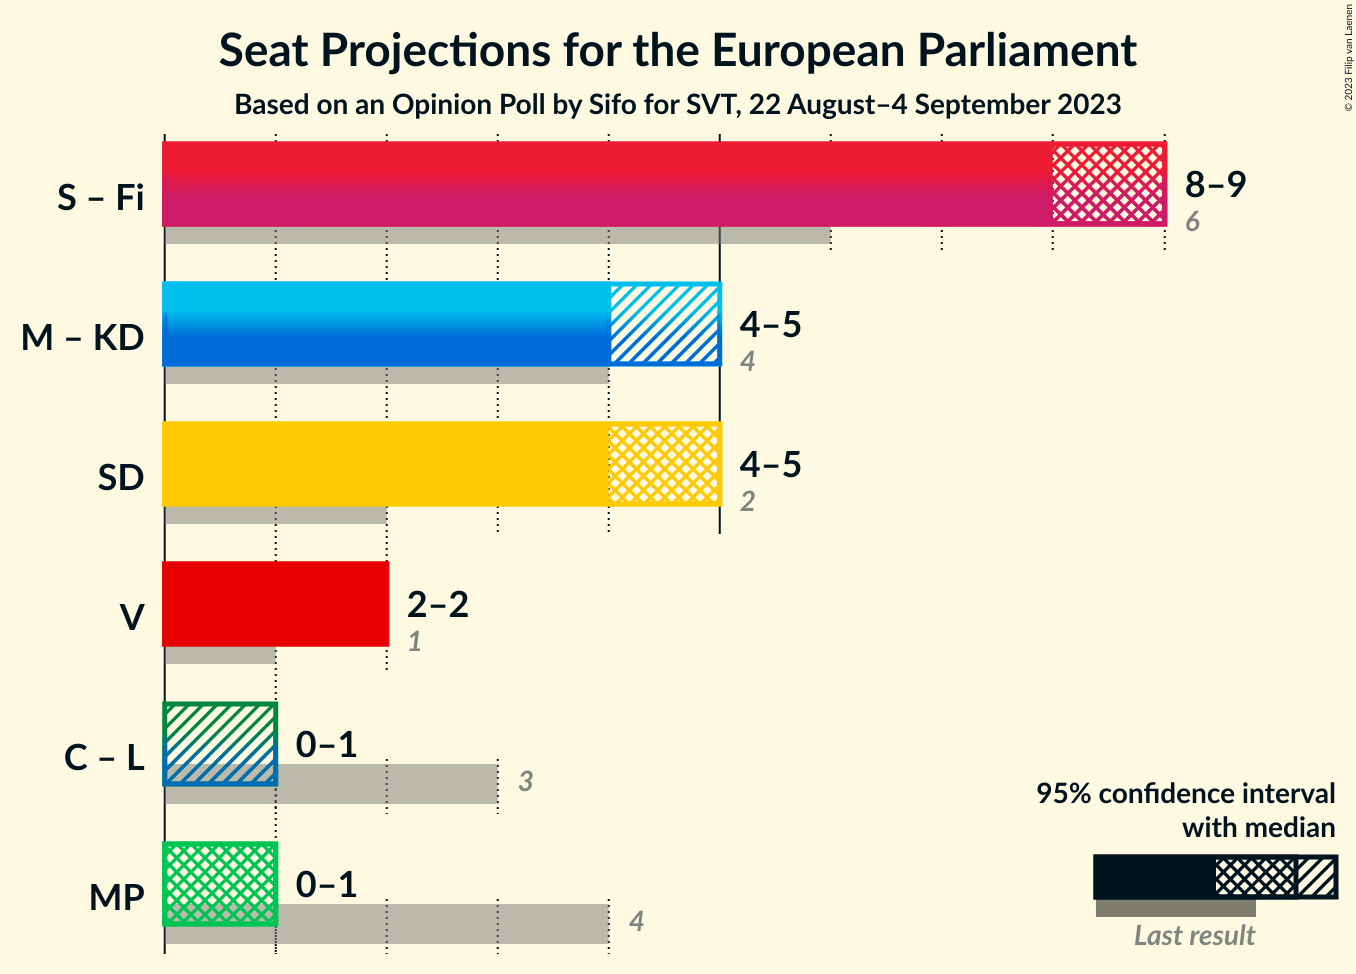 Seat Projections for the European Parliament
Based on an Opinion Poll by Sifo for SVT, 22 August–4 September 2023
© 2023 Filip van Laenen
S – Fi
8–9
6
M – KD
4–5
4
SD
4–5
2
V
2–2
1
C – L
0–1
3
MP
0–1
4
95% confidence interval
with median
Last result